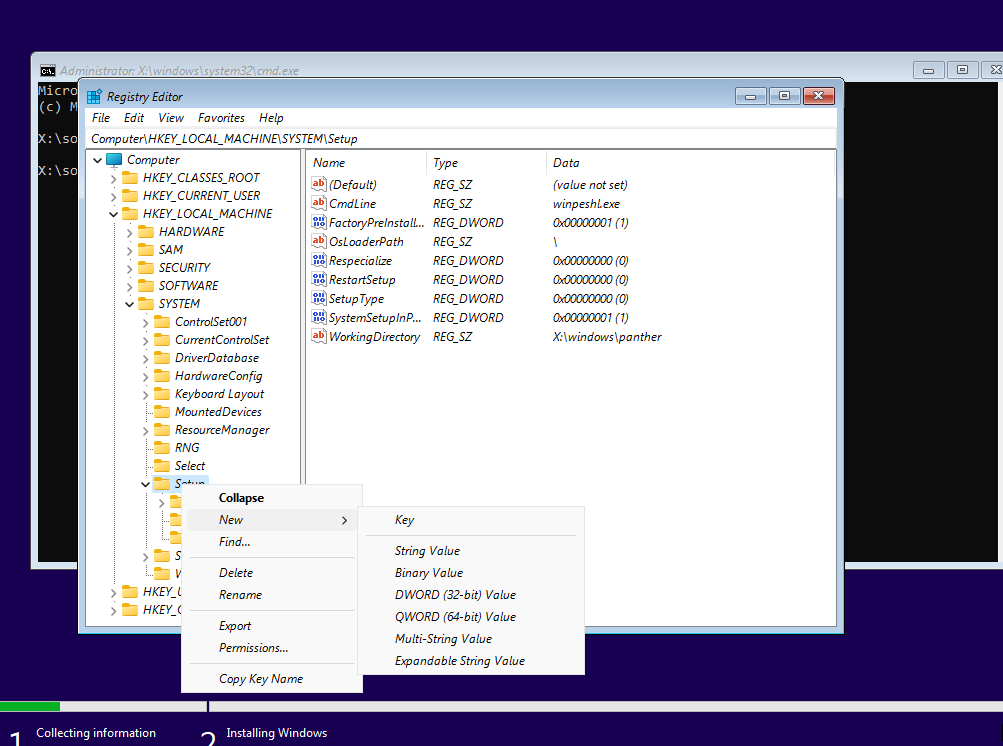 Administrator: X:\windows\system32\cmd.exe
Micro
(c) M
X:\so
X:\so
Registry Editor
File Edit View Favorites Help
Computer\HKEY_LOCAL_MACHINE\SYSTEM\Setup
Computer
HKEY_CLASSES_ROOT
HKEY_CURRENT_USER
HKEY_LOCAL_MACHINE
HARDWARE
SAM
SECURITY
SOFTWARE
SYSTEM
ControlSet001
CurrentControlSet
DriverDatabase
HardwareConfig
Keyboard Layout
MountedDevices
ResourceManager
RNG
Select
Setup
S
W
HKEY_U
HKEY_C
Name Type Data
(Default) REG_SZ (value not set)
CmdLine REG_SZ winpeshl.exe
FactoryPreInstall... REG_DWORD 0x00000001 (1)
OsLoaderPath REG_SZ \
Respecialize REG_DWORD 0x00000000 (0)
RestartSetup REG_DWORD 0x00000000 (0)
SetupType REG_DWORD 0x00000000 (0)
SystemSetupInP... REG_DWORD 0x00000001 (1)
WorkingDirectory REG_SZ X:\windows\panther
Collapse
New
Find...
Delete
Rename
Export
Permissions...
Copy Key Name
Key
String Value
Binary Value
DWORD (32-bit) Value
QWORD (64-bit) Value
Multi-String Value
Expandable String Value
1 Collecting information
2 Installing Windows